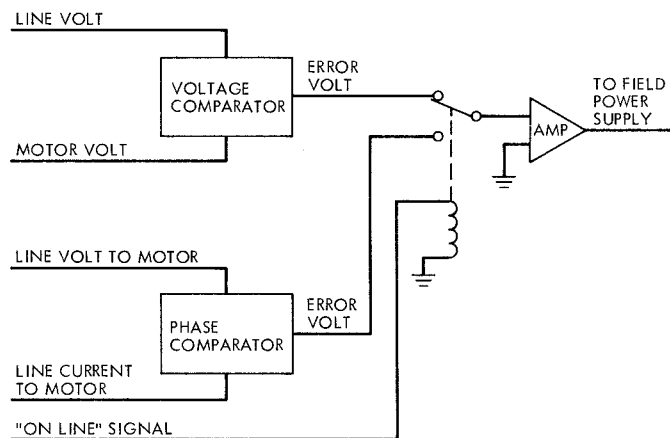 LINE VOLT
VOLTAGE
COMPARATOR
ERROR
VOLT
MOTOR VOLT
AMP
TO FIELD
POWER
SUPPLY
LINE VOLT TO MOTOR
PHASE
COMPARATOR
ERROR
VOLT
LINE CURRENT
TO MOTOR
"ON LINE" SIGNAL